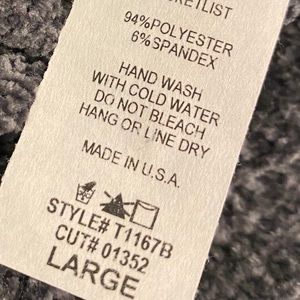 94%POLYESTER
6%SPANDEX
HAND WASH
WITH COLD WATER
DO NOT BLEACH
HANG OR LINE DRY
MADE IN U.S.A.
STYLE# T1167B
CUT# 01352
LARGE